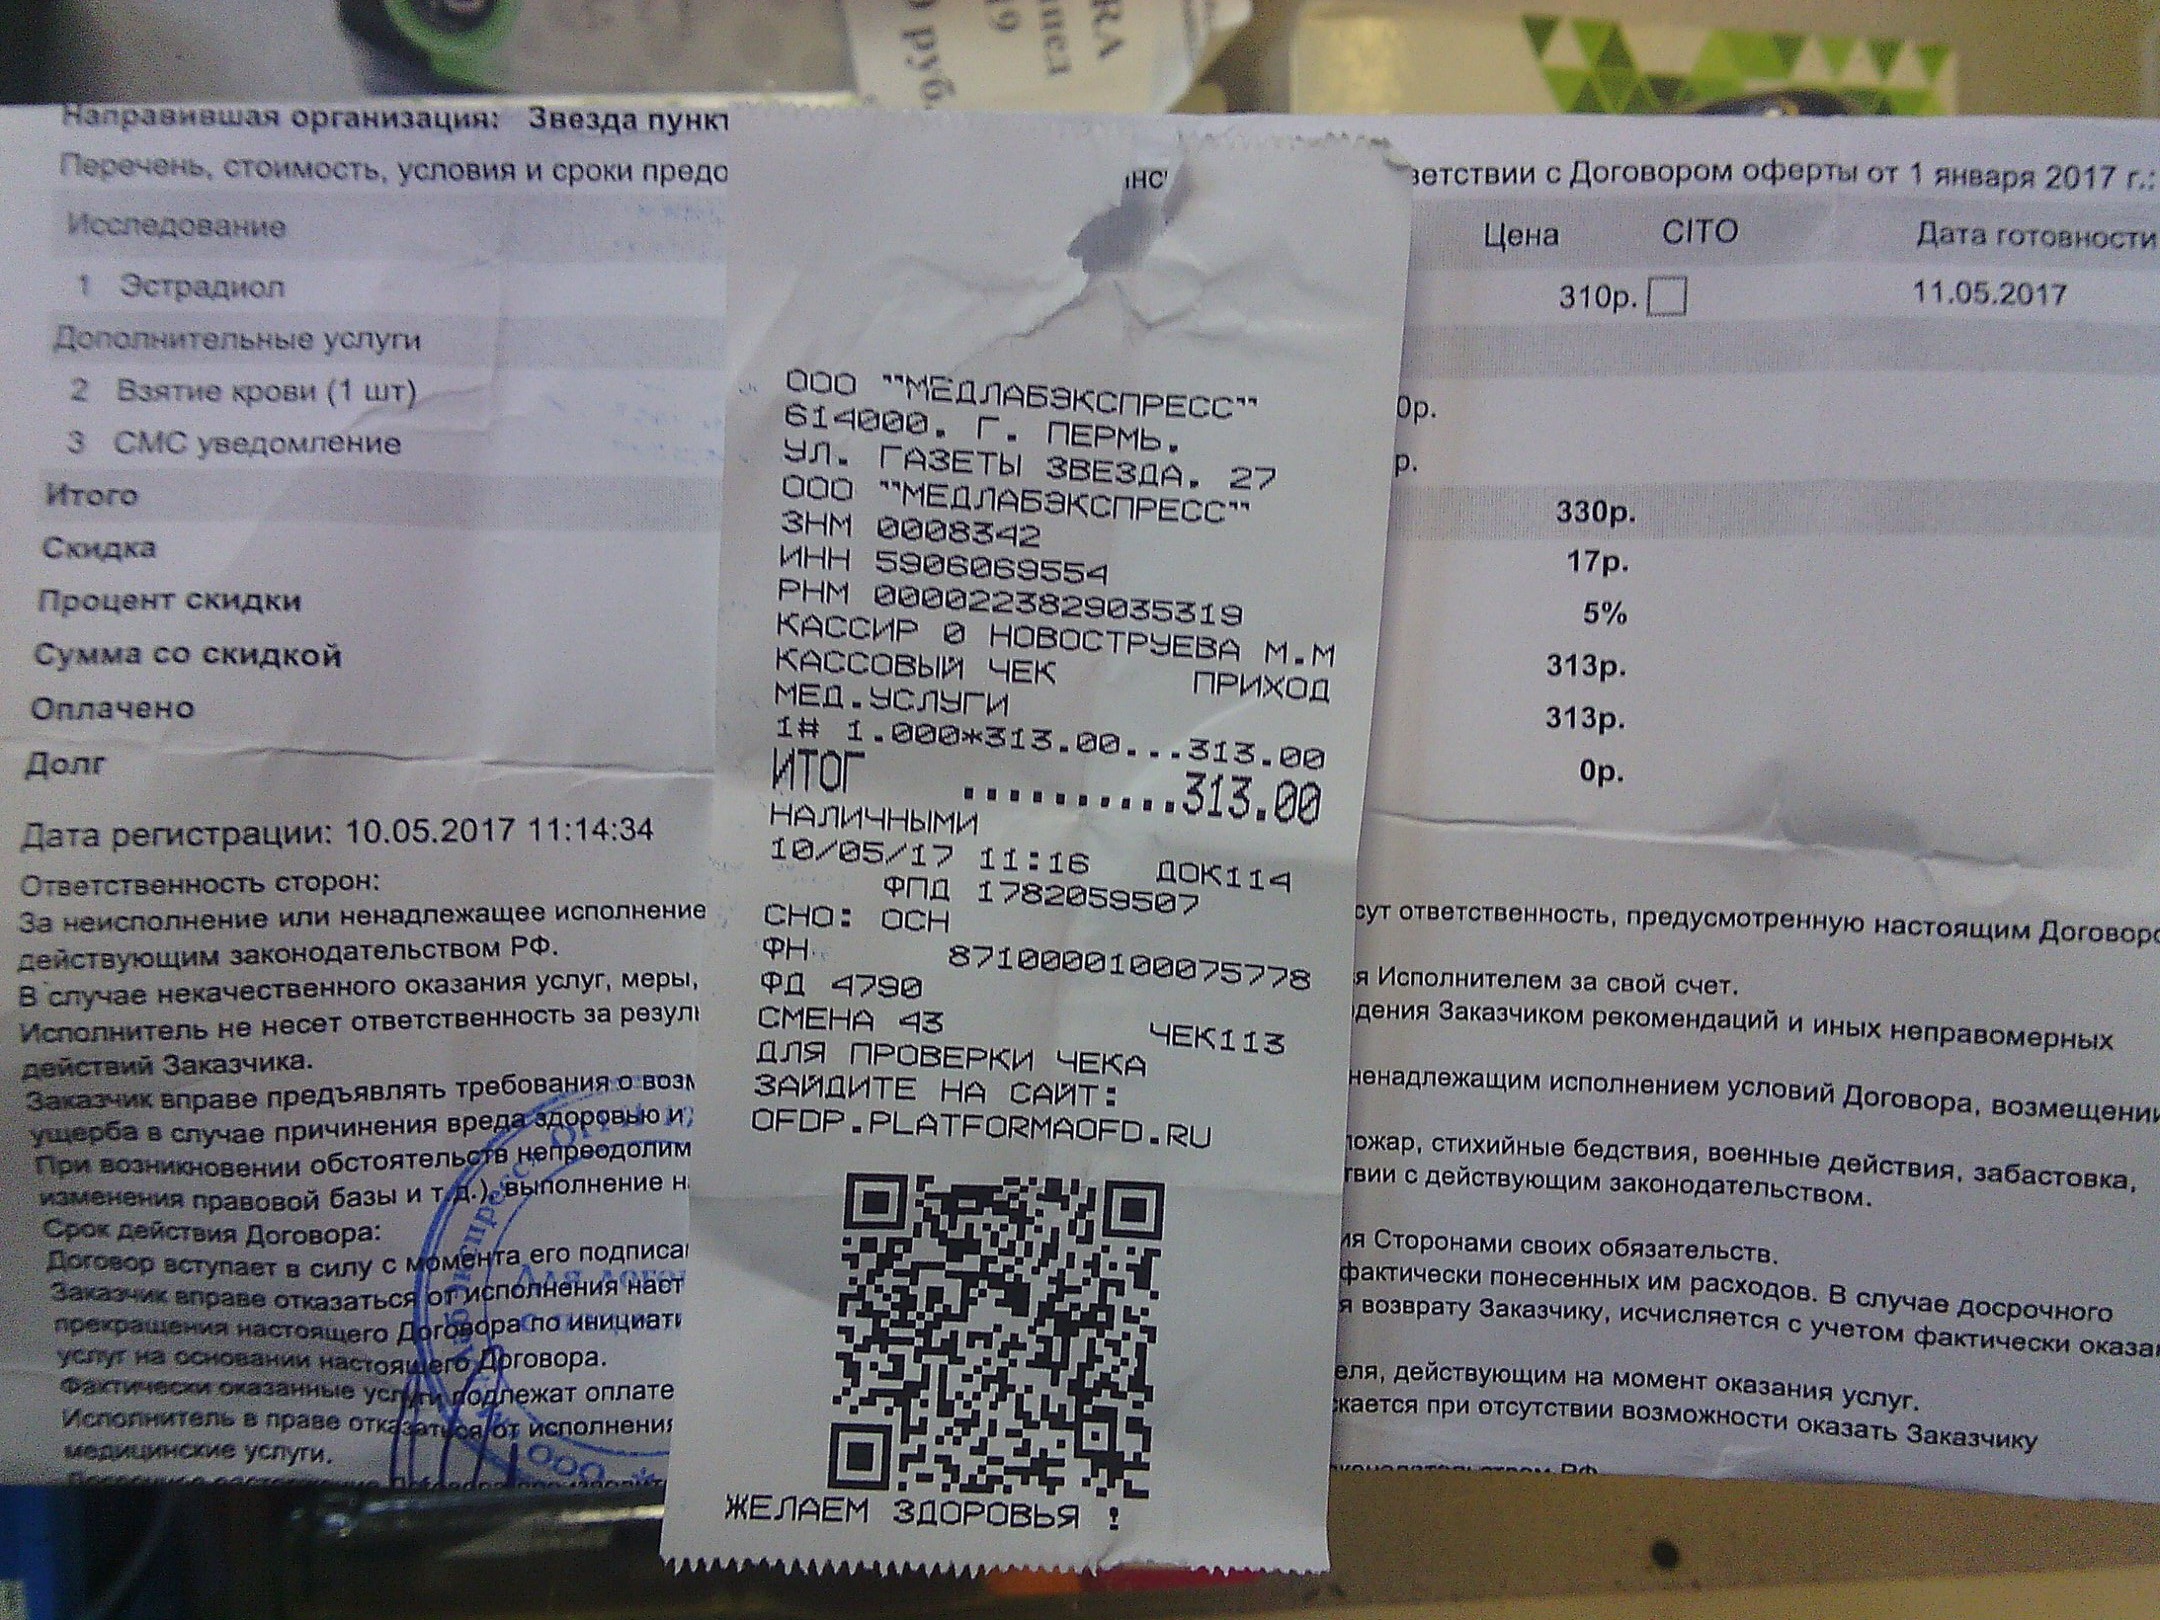 руб.
Направившая организация: Звезда пункт
Перечень, стоимость, условия и сроки предо
ветствии с Договором оферты от 1 января 2017 г.:
Исследование Цена CITO Дата готовности
1 Эстрадиол 310р. 11.05.2017
Дополнительные услуги
2 Взятие крови (1 шт) 0р.
3 СМС уведомление р.
Итого 330р.
Скидка 17р.
Процент скидки 5%
Сумма со скидкой 313р.
Оплачено 313р.
Долг 0р.
Дата регистрации: 10.05.2017 11:14:34
Ответственность сторон:
За неисполнение или ненадлежащее исполнение
действующим законодательством РФ.
В случае некачественного оказания услуг, меры,
Исполнитель не несет ответственность за резуль
действий Заказчика.
Заказчик вправе предъявлять требования о возм
ущерба в случае причинения вреда здоровью и
При возникновении обстоятельств непреодолим
изменения правовой базы и т.д.), выполнение н
Срок действия Договора:
Договор вступает в силу с момента его подписа
Заказчик вправе отказаться от исполнения наст
прекращения настоящего Договора по инициати
услуг на основании настоящего Договора.
Фактически оказанные услуги подлежат оплате
Исполнитель в праве отказаться от исполнения
медицинские услуги.
ООО ""МЕДЛАБЭКСПРЕСС""
614000. Г. ПЕРМЬ.
УЛ. ГАЗЕТЫ ЗВЕЗДА. 27
ООО ""МЕДЛАБЭКСПРЕСС""
ЗНМ 0008342
ИНН 5906069554
РНМ 0000223829035319
КАССИР 0 НОВОСТРУЕВА М.М
КАССОВЫЙ ЧЕК ПРИХОД
МЕД.УСЛУГИ
1# 1.000*313.00...313.00
ИТОГ ..........313.00
НАЛИЧНЫМИ
10/05/17 11:16 ДОК114
ФПД 1782059507
СНО: ОСН
ФН 8710000100075778
ФД 4790
СМЕНА 43 ЧЕК113
ДЛЯ ПРОВЕРКИ ЧЕКА
ЗАЙДИТЕ НА САЙТ:
OFDP.PLATFORMAOFD.RU
ЖЕЛАЕМ ЗДОРОВЬЯ !
сут ответственность, предусмотренную настоящим Договоро
я Исполнителем за свой счет.
дения Заказчиком рекомендаций и иных неправомерных
ненадлежащим исполнением условий Договора, возмещении
пожар, стихийные бедствия, военные действия, забастовка,
твии с действующим законодательством.
ия Сторонами своих обязательств.
фактически понесенных им расходов. В случае досрочного
я возврату Заказчику, исчисляется с учетом фактически оказан
еля, действующим на момент оказания услуг.
скается при отсутствии возможности оказать Заказчику